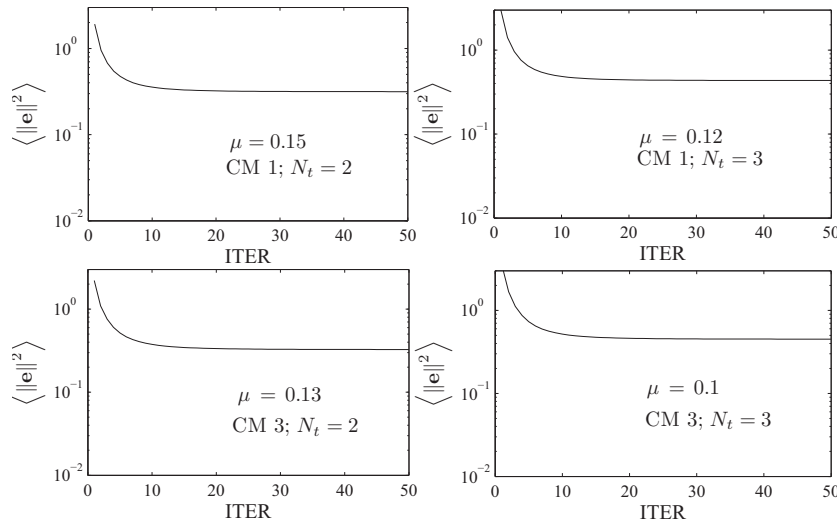 10^0
10^-1
10^-2
⟨‖e‖^2⟩
μ = 0.15
CM 1; N_t = 2
0 10 20 30 40 50
ITER
10^0
10^-1
10^-2
⟨‖e‖^2⟩
μ = 0.12
CM 1; N_t = 3
0 10 20 30 40 50
ITER
10^0
10^-1
10^-2
⟨‖e‖^2⟩
μ = 0.13
CM 3; N_t = 2
0 10 20 30 40 50
ITER
10^0
10^-1
10^-2
⟨‖e‖^2⟩
μ = 0.1
CM 3; N_t = 3
0 10 20 30 40 50
ITER